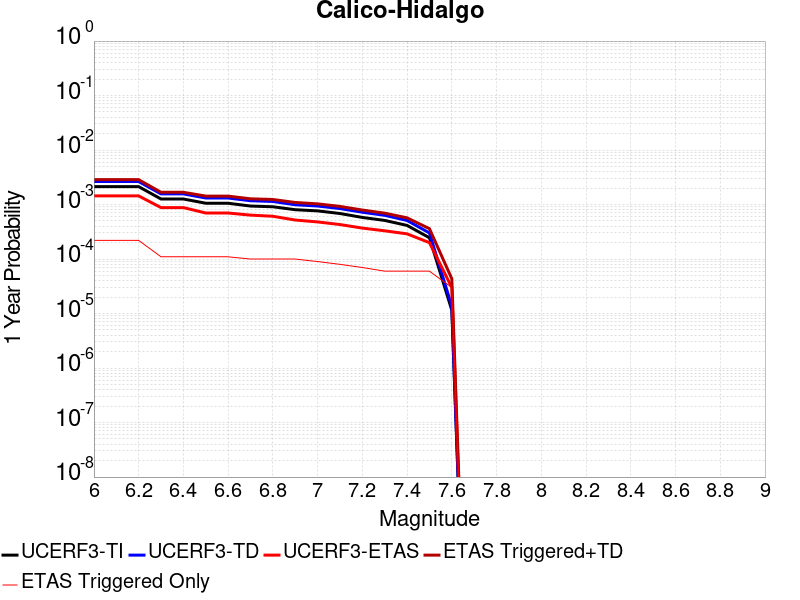 Calico-Hidalgo
1 Year Probability
10^0
10^-1
10^-2
10^-3
10^-4
10^-5
10^-6
10^-7
10^-8
6 6.2 6.4 6.6 6.8 7 7.2 7.4 7.6 7.8 8 8.2 8.4 8.6 8.8 9
Magnitude
UCERF3-TI UCERF3-TD UCERF3-ETAS ETAS Triggered+TD
ETAS Triggered Only